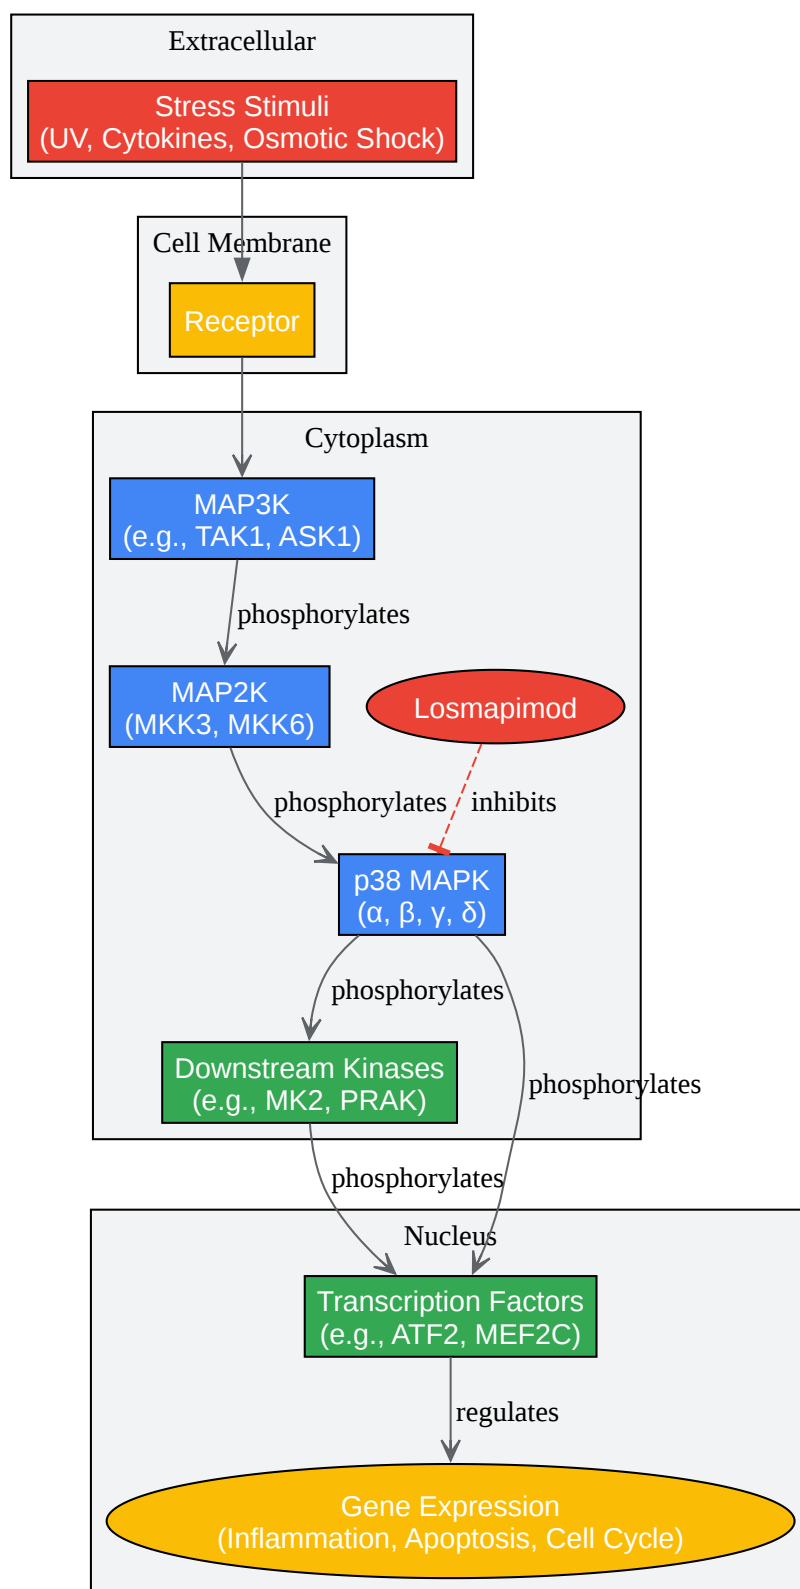 Extracellular
Stress Stimuli
(UV, Cytokines, Osmotic Shock)
Cell Membrane
Receptor
Cytoplasm
MAP3K
(e.g., TAK1, ASK1)
phosphorylates
MAP2K
(MKK3, MKK6)
Losmapimod
phosphorylates
inhibits
p38 MAPK
(α, β, γ, δ)
phosphorylates
Downstream Kinases
(e.g., MK2, PRAK)
phosphorylates
phosphorylates
Nucleus
Transcription Factors
(e.g., ATF2, MEF2C)
regulates
Gene Expression
(Inflammation, Apoptosis, Cell Cycle)